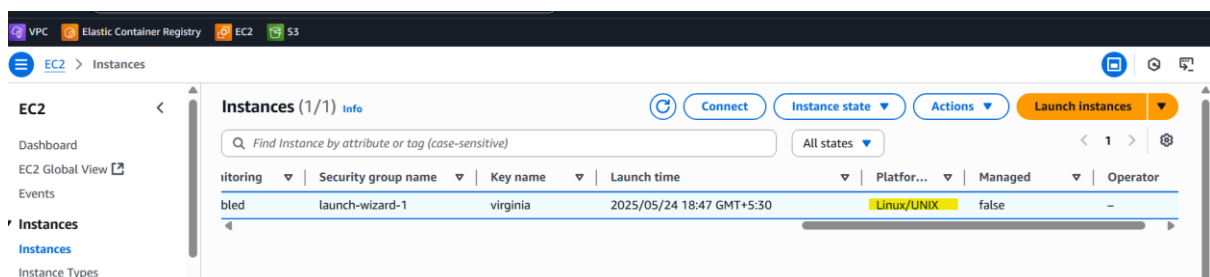 VPC Elastic Container Registry EC2 S3
EC2 > Instances
EC2
Dashboard
EC2 Global View
Events
Instances
Instances
Instance Types
Instances (1/1) Info
Connect Instance state Actions Launch instances
Find Instance by attribute or tag (case-sensitive) All states 1
itoring Security group name Key name Launch time Platfor... Managed Operator
bled launch-wizard-1 virginia 2025/05/24 18:47 GMT+5:30 Linux/UNIX false –